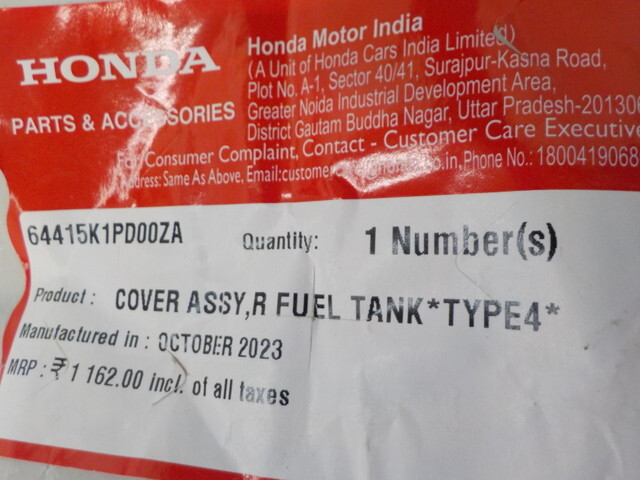 HONDA
PARTS & ACCESSORIES
Honda Motor India
(A Unit of Honda Cars India Limited)
Plot No. A-1, Sector 40/41, Surajpur-Kasna Road,
Greater Noida Industrial Development Area,
District Gautam Buddha Nagar, Uttar Pradesh-20130
For Consumer Complaint, Contact - Customer Care Executive
Address: Same As Above, Email:customer Phone No.: 1800419068
64415K1PD00ZA Quantity: 1 Number(s)
Product : COVER ASSY,R FUEL TANK*TYPE4*
Manufactured in : OCTOBER 2023
MRP : ₹ 1 162.00 incl. of all taxes